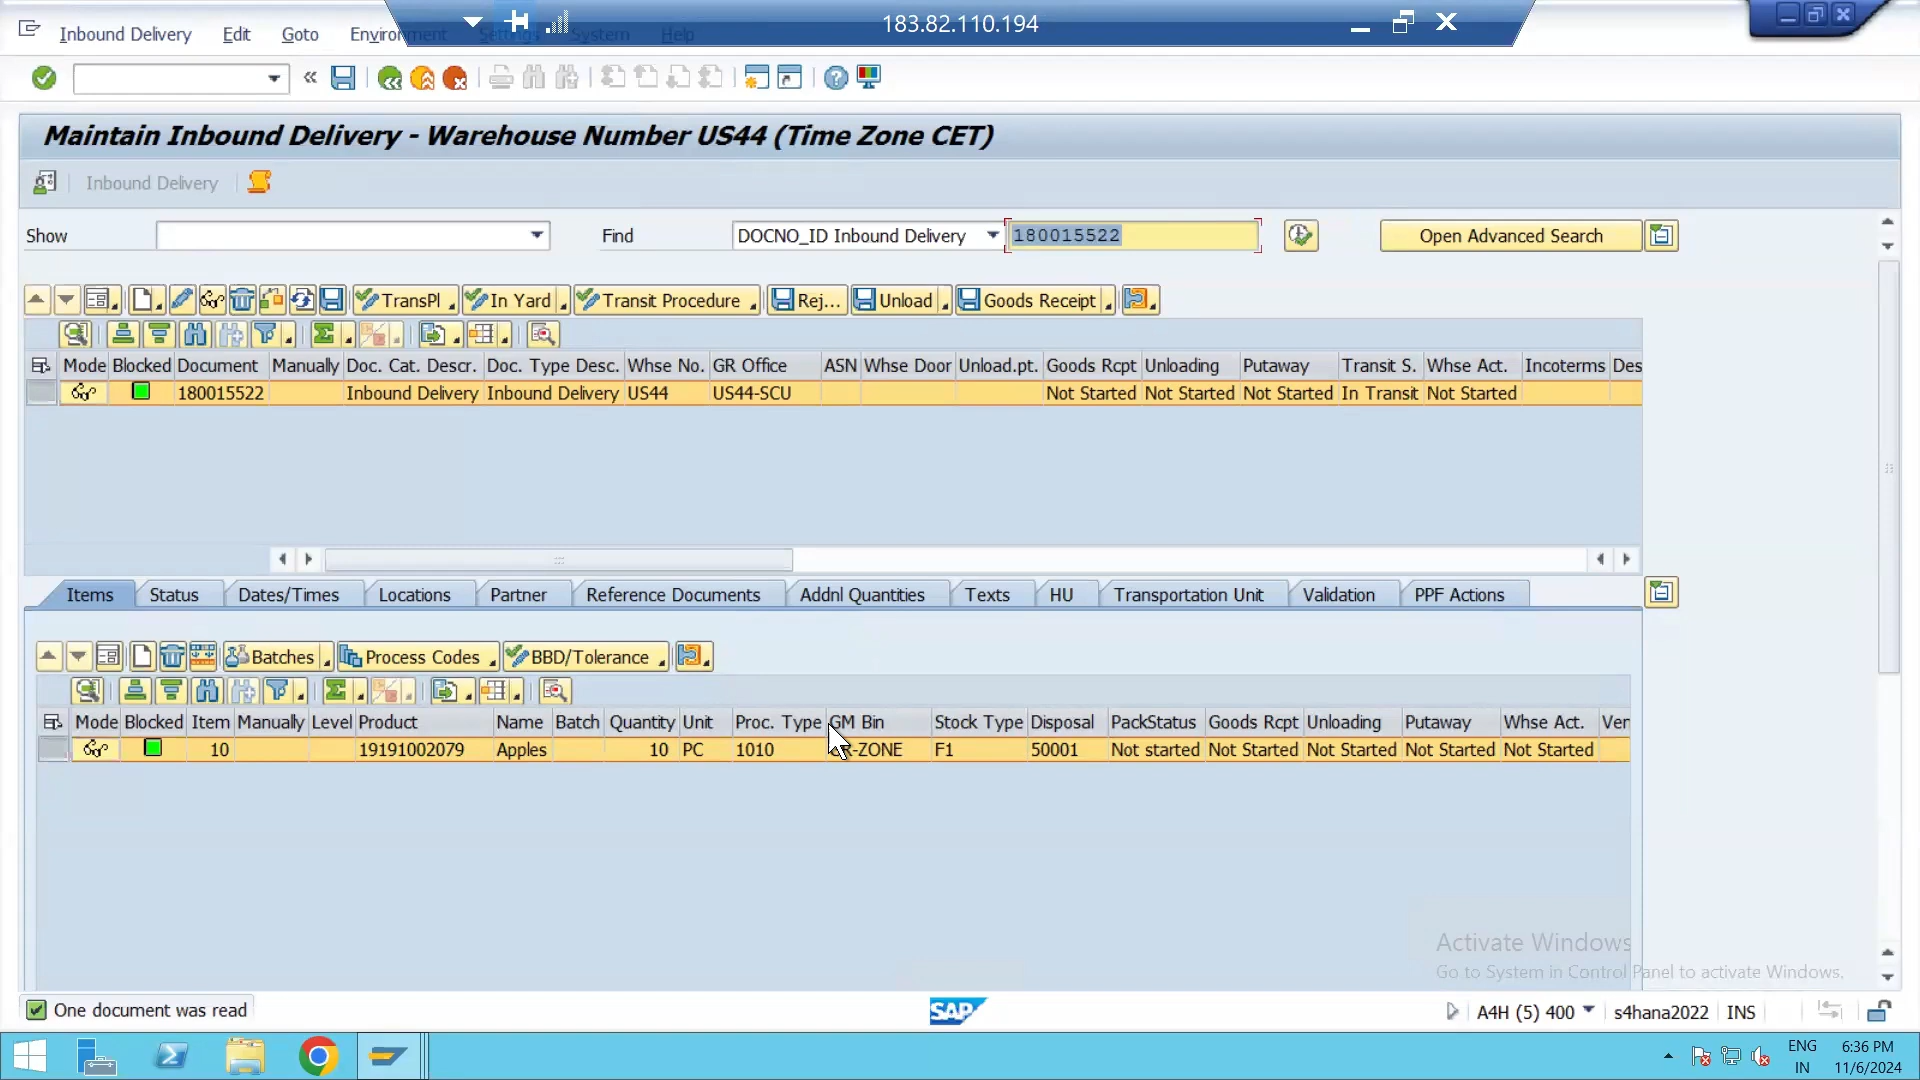 183.82.110.194
Inbound Delivery Edit Goto Environment Settings System Help
Maintain Inbound Delivery - Warehouse Number US44 (Time Zone CET)
Inbound Delivery
Show Find DOCNO_ID Inbound Delivery 180015522 Open Advanced Search
TransPl In Yard Transit Procedure Rej... Unload Goods Receipt
Mode Blocked Document Manually Doc. Cat. Descr. Doc. Type Desc. Whse No. GR Office ASN Whse Door Unload.pt. Goods Rcpt Unloading Putaway Transit S. Whse Act. Incoterms Des
180015522 Inbound Delivery Inbound Delivery US44 US44-SCU Not Started Not Started Not Started In Transit Not Started
Items Status Dates/Times Locations Partner Reference Documents Addnl Quantities Texts HU Transportation Unit Validation PPF Actions
Batches Process Codes BBD/Tolerance
Mode Blocked Item Manually Level Product Name Batch Quantity Unit Proc. Type GM Bin Stock Type Disposal PackStatus Goods Rcpt Unloading Putaway Whse Act. Ver
10 19191002079 Apples 10 PC 1010 GR-ZONE F1 50001 Not started Not Started Not Started Not Started Not Started
Activate Windows
Go to System in Control Panel to activate Windows.
One document was read SAP A4H (5) 400 s4hana2022 INS
ENG 6:36 PM
IN 11/6/2024